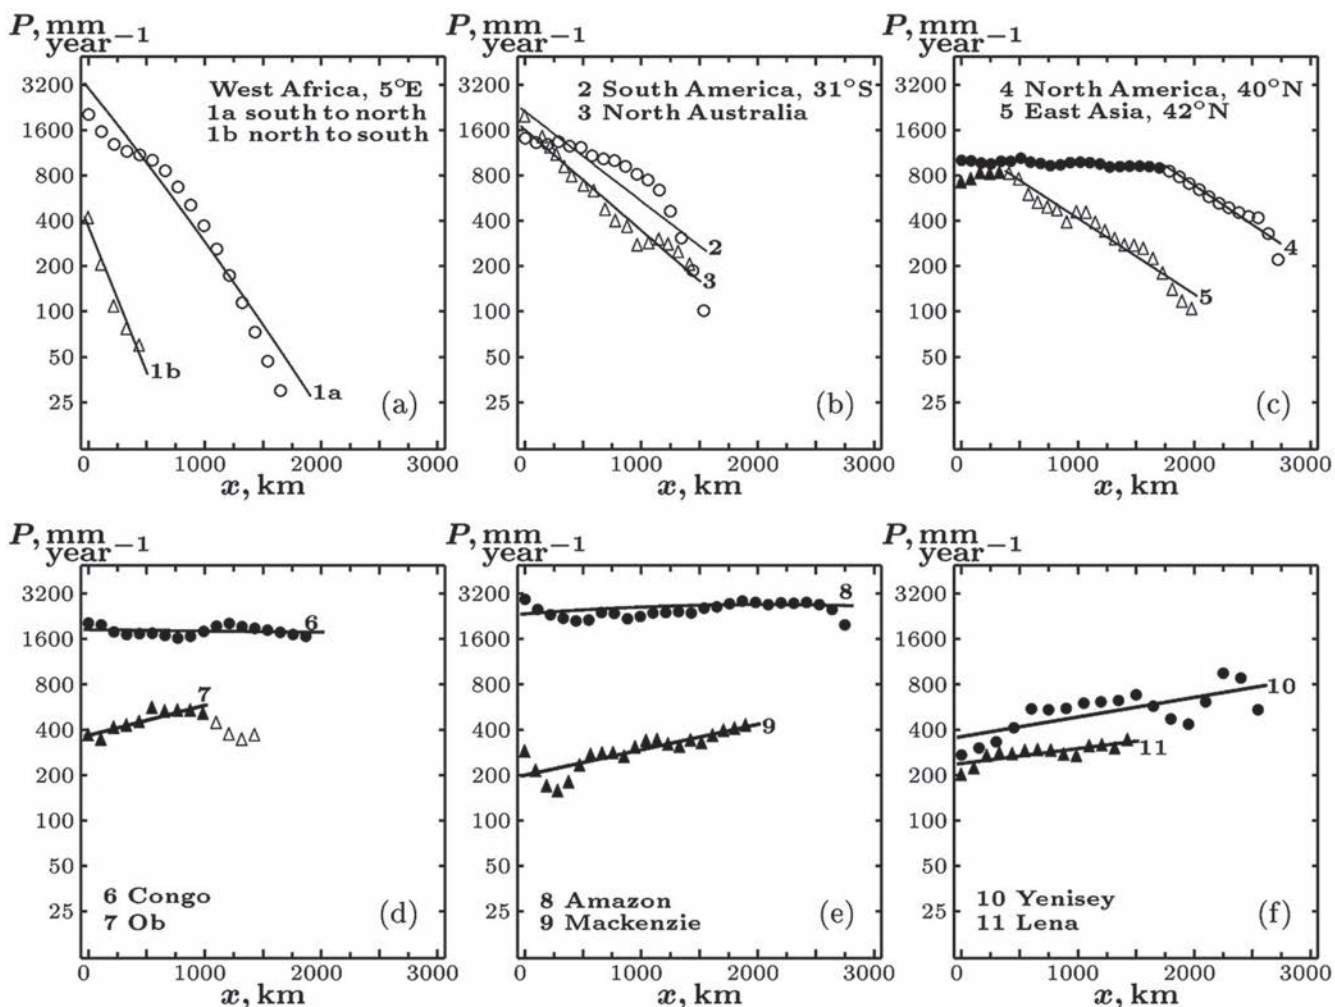 P, mm year−1
3200
1600
800
400
200
100
50
25
West Africa, 5°E
1a south to north
1b north to south
1b
1a
(a)
0 1000 2000 3000
x, km
P, mm year−1
3200
1600
800
400
200
100
50
25
2 South America, 31°S
3 North Australia
2
3
(b)
0 1000 2000 3000
x, km
P, mm year−1
3200
1600
800
400
200
100
50
25
4 North America, 40°N
5 East Asia, 42°N
4
5
(c)
0 1000 2000 3000
x, km
P, mm year−1
3200
1600
800
400
200
100
50
25
6
7
6 Congo
7 Ob
(d)
0 1000 2000 3000
x, km
P, mm year−1
3200
1600
800
400
200
100
50
25
8
9
8 Amazon
9 Mackenzie
(e)
0 1000 2000 3000
x, km
P, mm year−1
3200
1600
800
400
200
100
50
25
10
11
10 Yenisey
11 Lena
(f)
0 1000 2000 3000
x, km